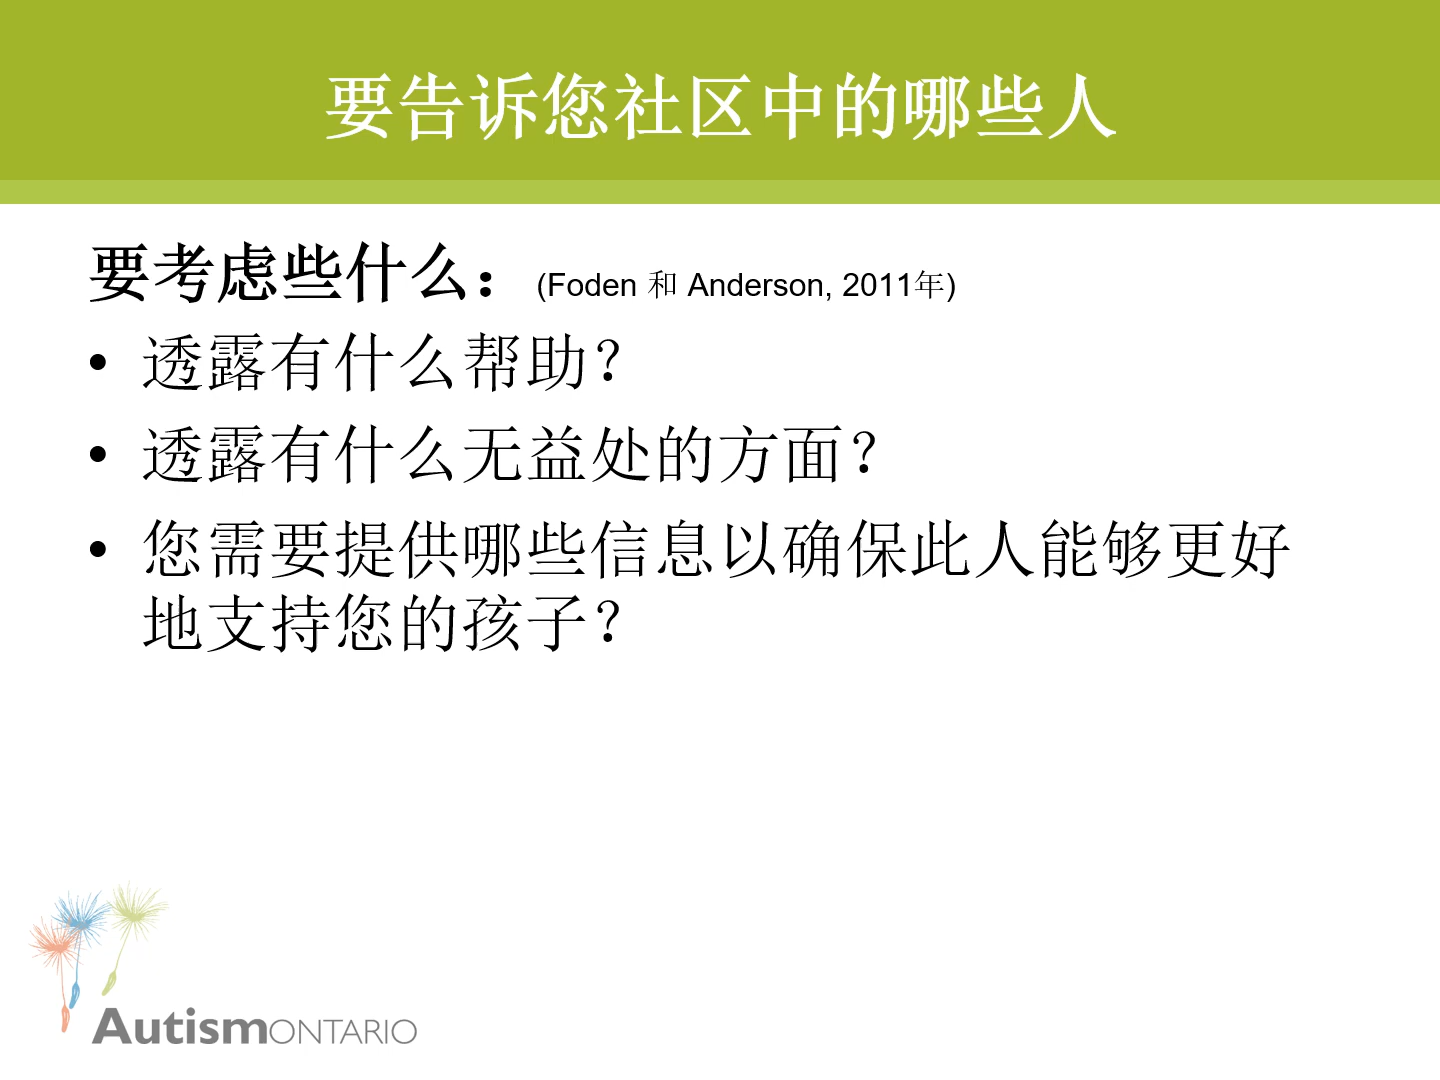 要告诉您社区中的哪些人
要考虑些什么：(Foden 和 Anderson, 2011年)
• 透露有什么帮助？
• 透露有什么无益处的方面？
• 您需要提供哪些信息以确保此人能够更好
地支持您的孩子？
AutismONTARIO